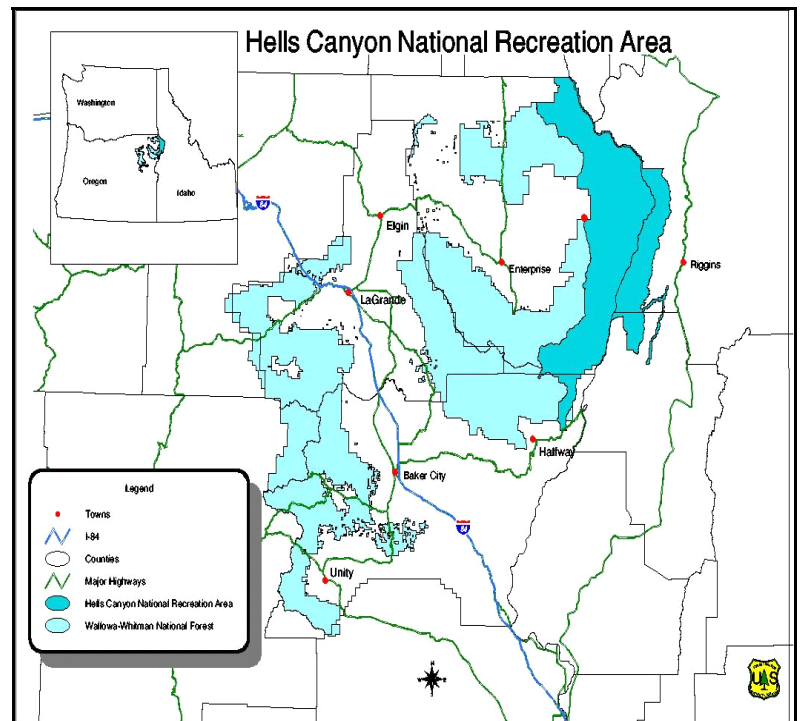 Hells Canyon National Recreation Area
Washington
Oregon
Idaho
84
Elgin
Enterprise
Riggins
LaGrande
Halfway
Baker City
84
Unity
Legend
Towns
I-84
Counties
Major Highways
Hells Canyon National Recreation Area
Wallowa-Whitman National Forest
U S